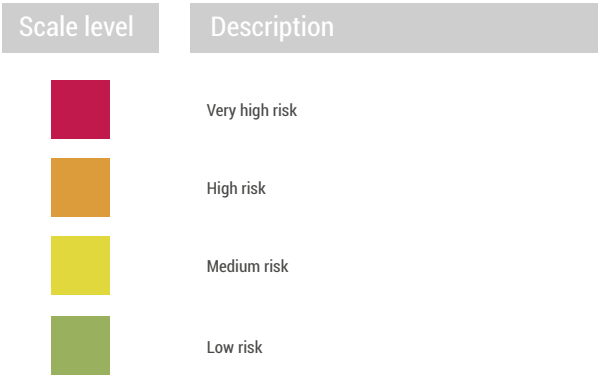 Scale level Description
Very high risk
High risk
Medium risk
Low risk